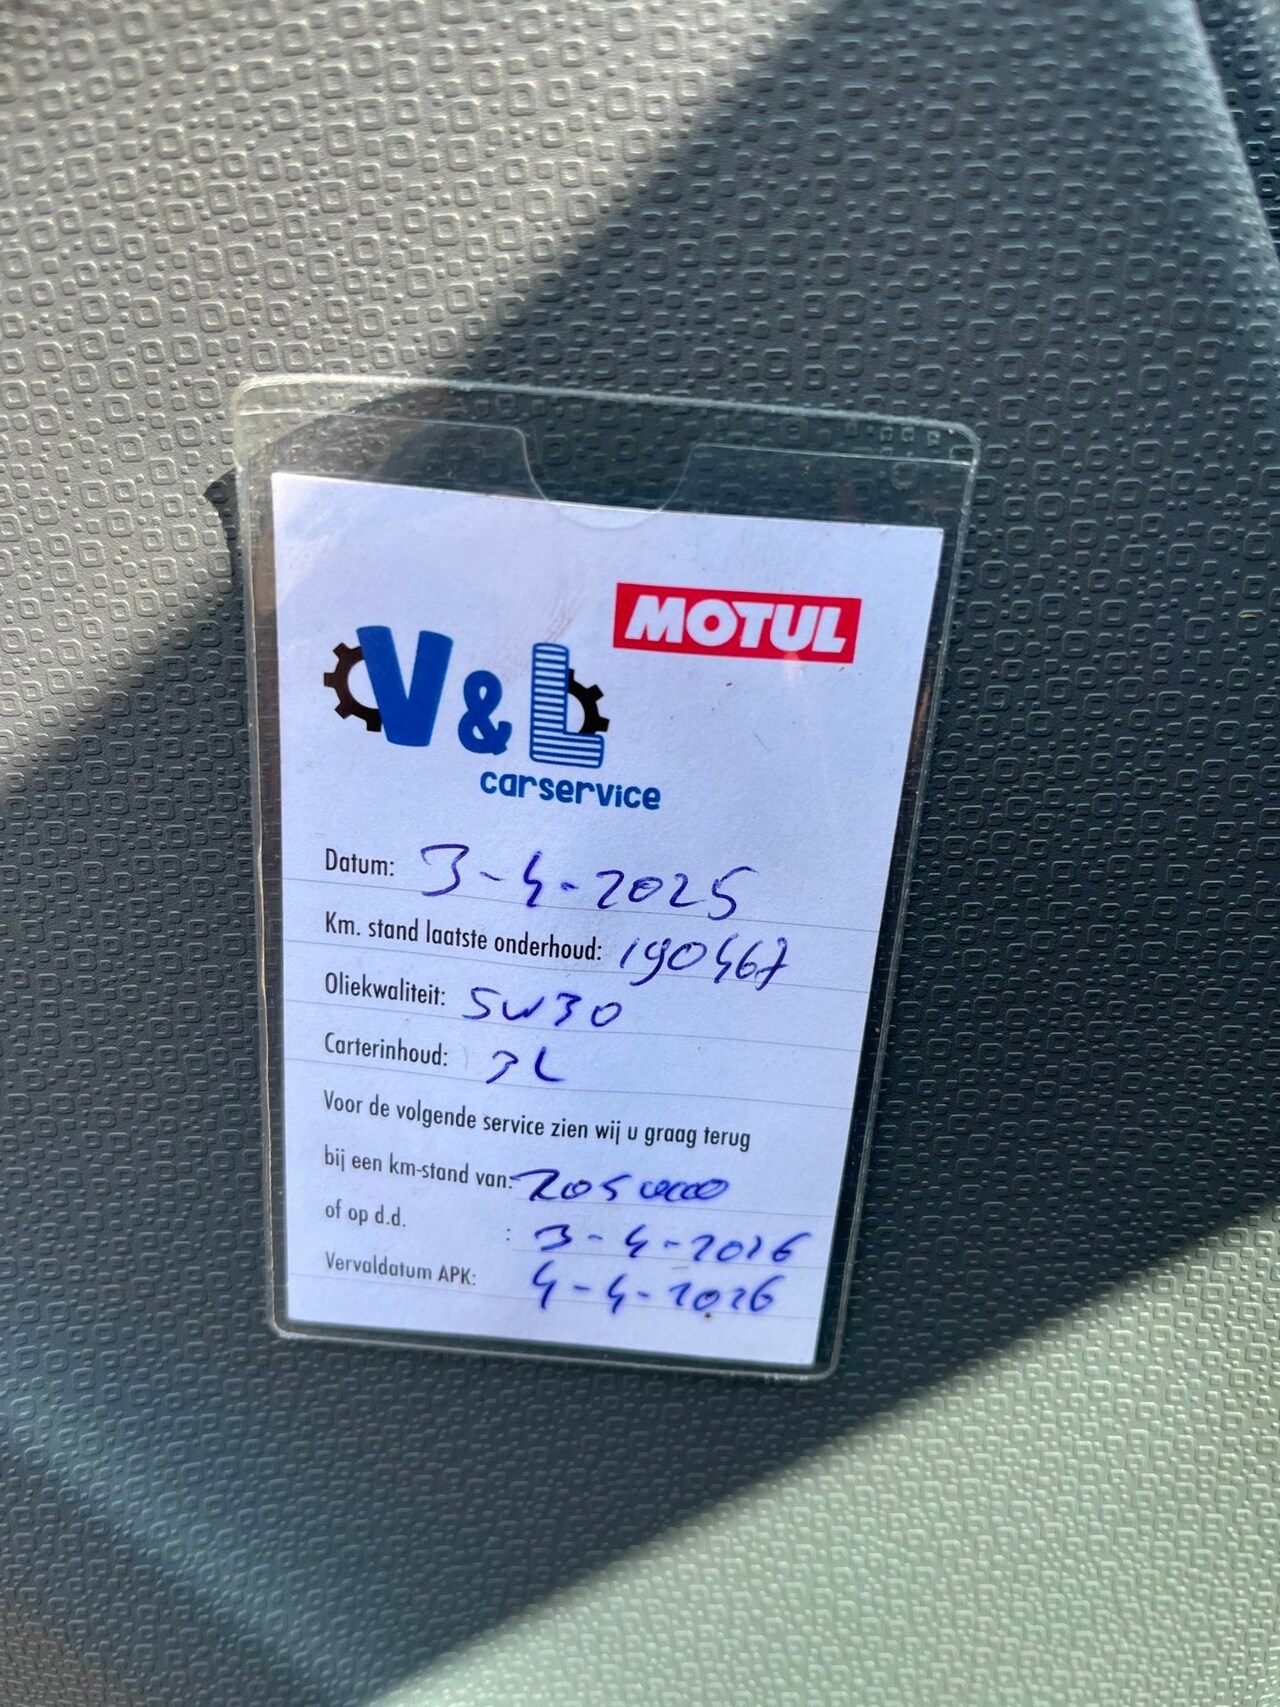 MOTUL
V & L
carservice
Datum: 3-4-2025
Km. stand laatste onderhoud: 190467
Oliekwaliteit: 5W30
Carterinhoud: 3L
Voor de volgende service zien wij u graag terug
bij een km-stand van: 205000
of op d.d. : 3-4-2026
Vervaldatum APK: 4-4-2026